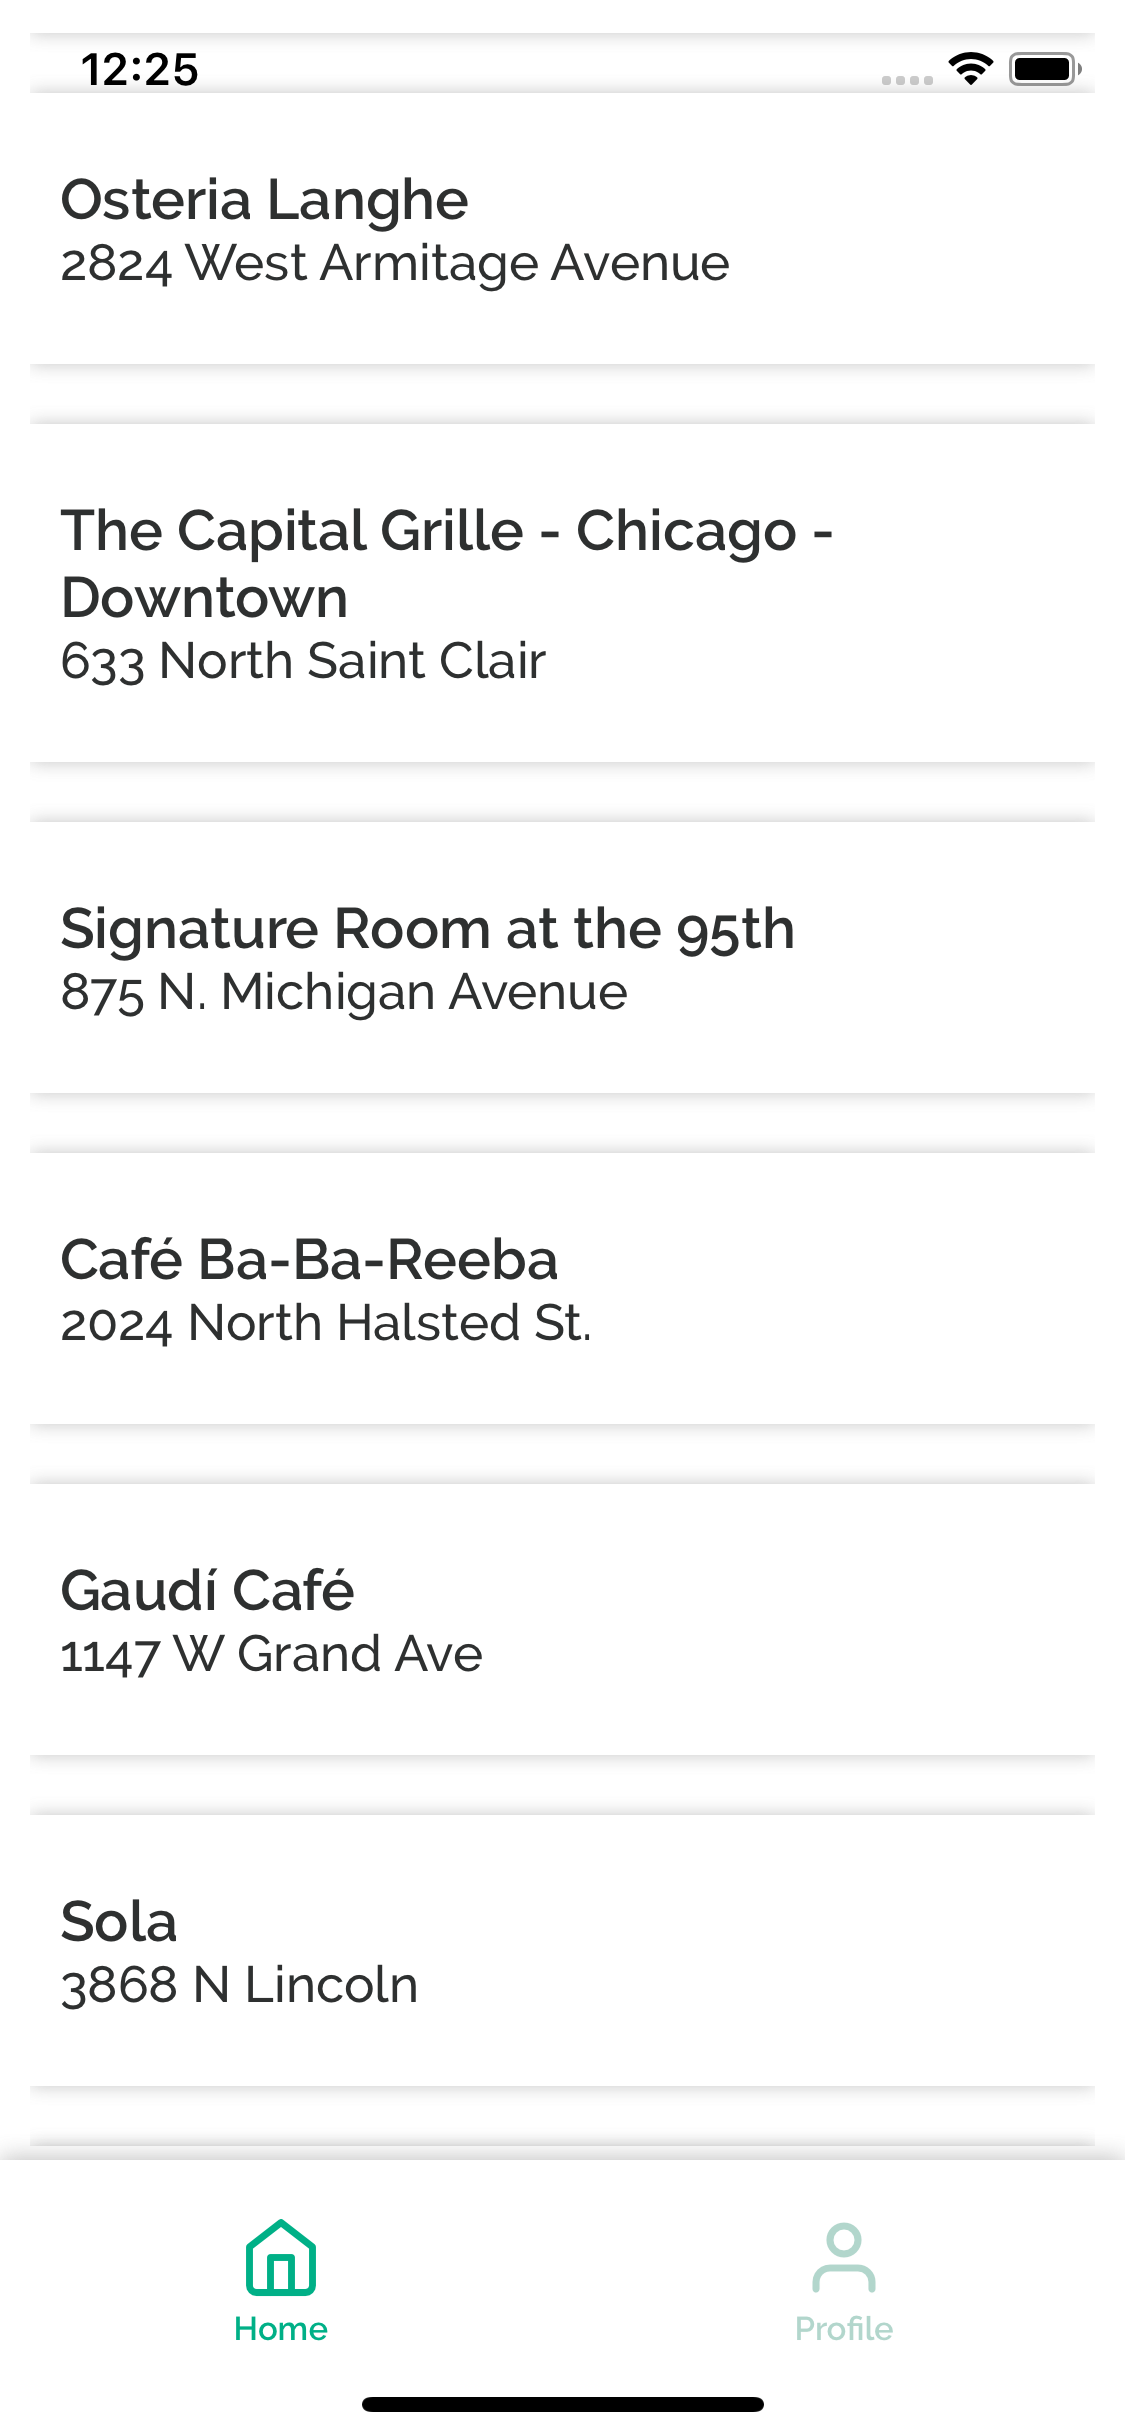 12:25
Osteria Langhe
2824 West Armitage Avenue
The Capital Grille - Chicago -
Downtown
633 North Saint Clair
Signature Room at the 95th
875 N. Michigan Avenue
Café Ba-Ba-Reeba
2024 North Halsted St.
Gaudí Café
1147 W Grand Ave
Sola
3868 N Lincoln
Home
Profile